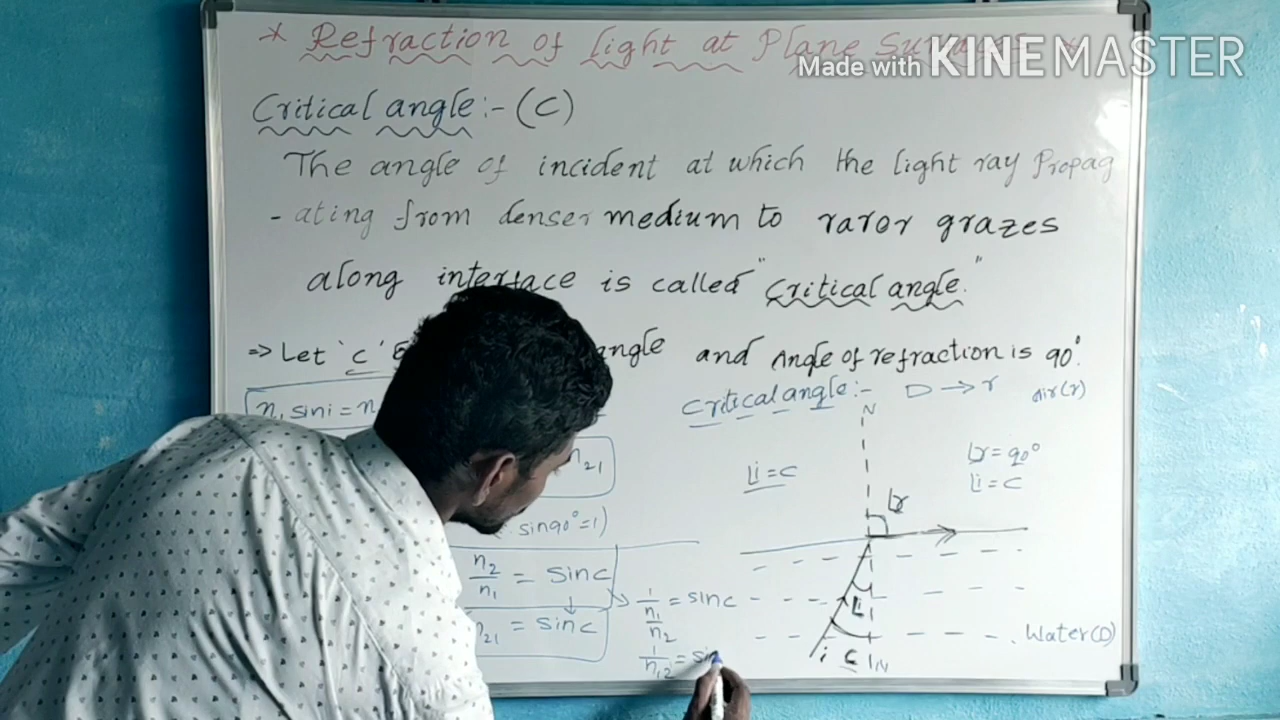 * Refraction of light at Plane Surfaces *
Made with KINEMASTER
Critical angle :- (C)
The angle of incident at which the light ray Propag
- ating from denser medium to raror grazes
along interface is called "Critical angle."
=> Let 'c' angle and Angle of refraction is 90°.
n₁ sini = n
n₂₁
sin90° = 1)
n₂/n₁ = sinc
n₂₁ = sinc
1/(n₁/n₂) = sinc
1/n₁₂ = si
Critical angle :- D → r
air(r)
N
∠i = c
∠r = 90°
∠i = c
∠r
∠i
i
c
N
Water(D)